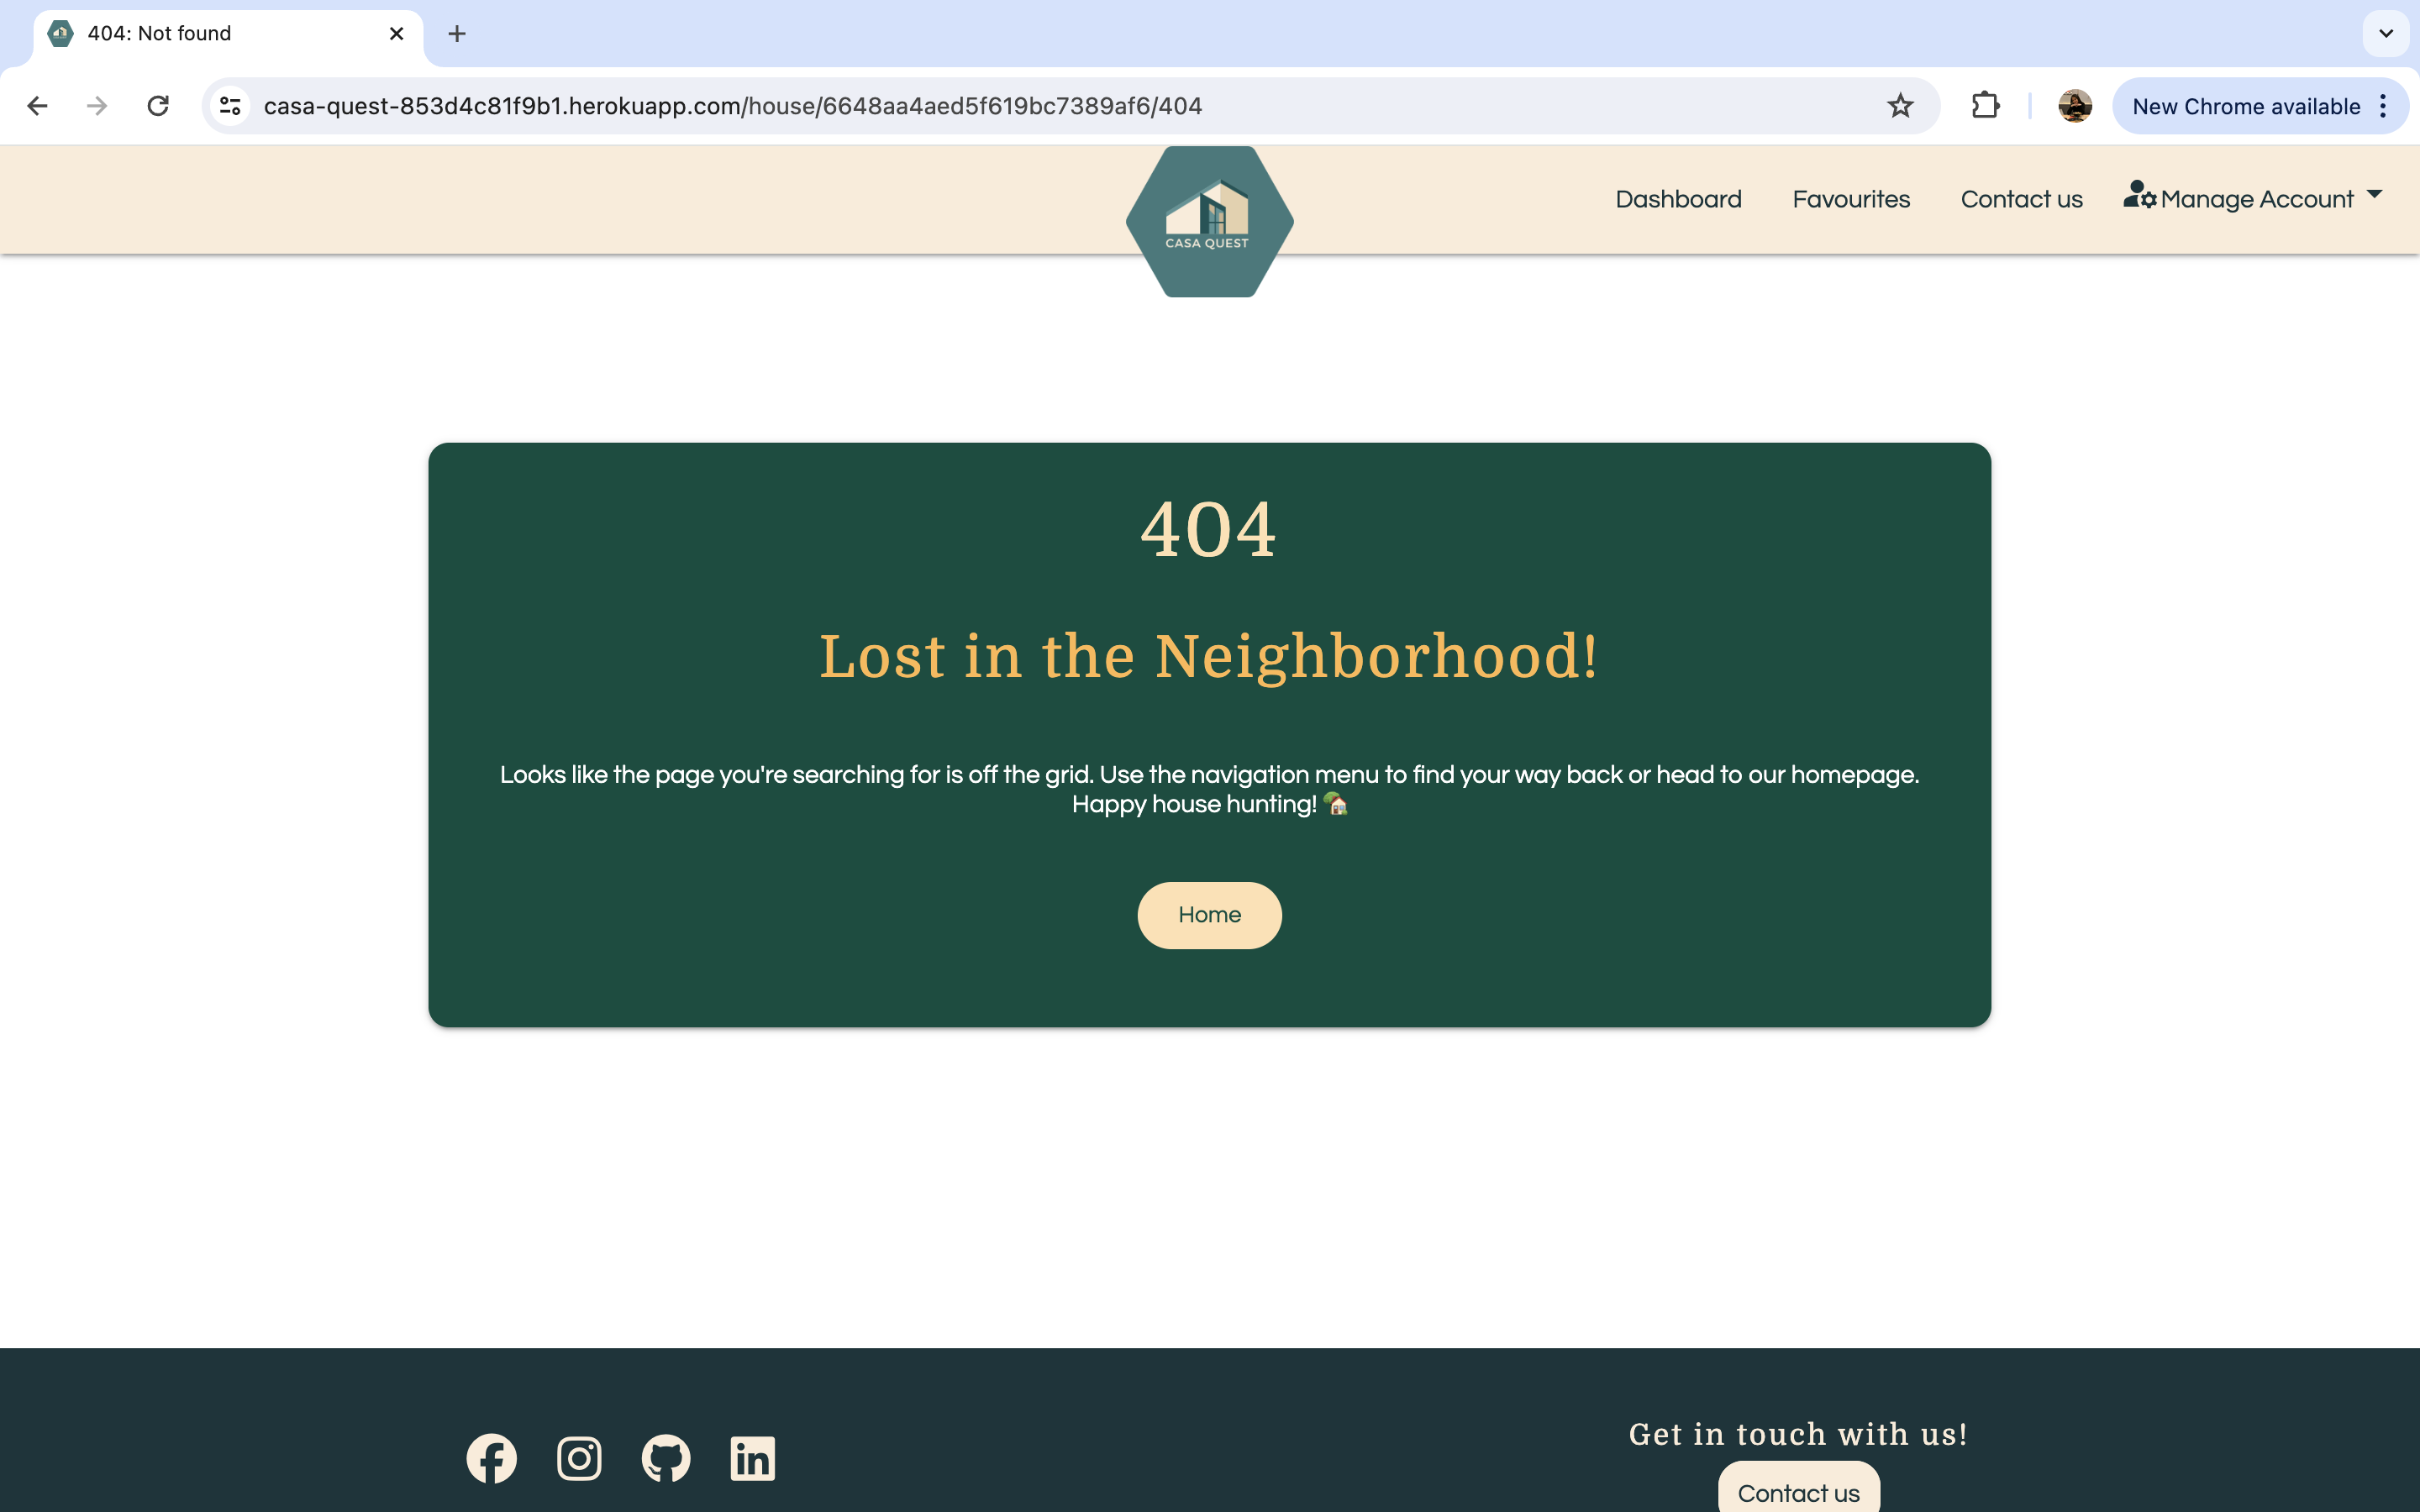 404: Not found
casa-quest-853d4c81f9b1.herokuapp.com/house/6648aa4aed5f619bc7389af6/404
New Chrome available
CASA QUEST
Dashboard
Favourites
Contact us
Manage Account
404
Lost in the Neighborhood!
Looks like the page you're searching for is off the grid. Use the navigation menu to find your way back or head to our homepage.
Happy house hunting! 🏡
Home
Get in touch with us!
Contact us